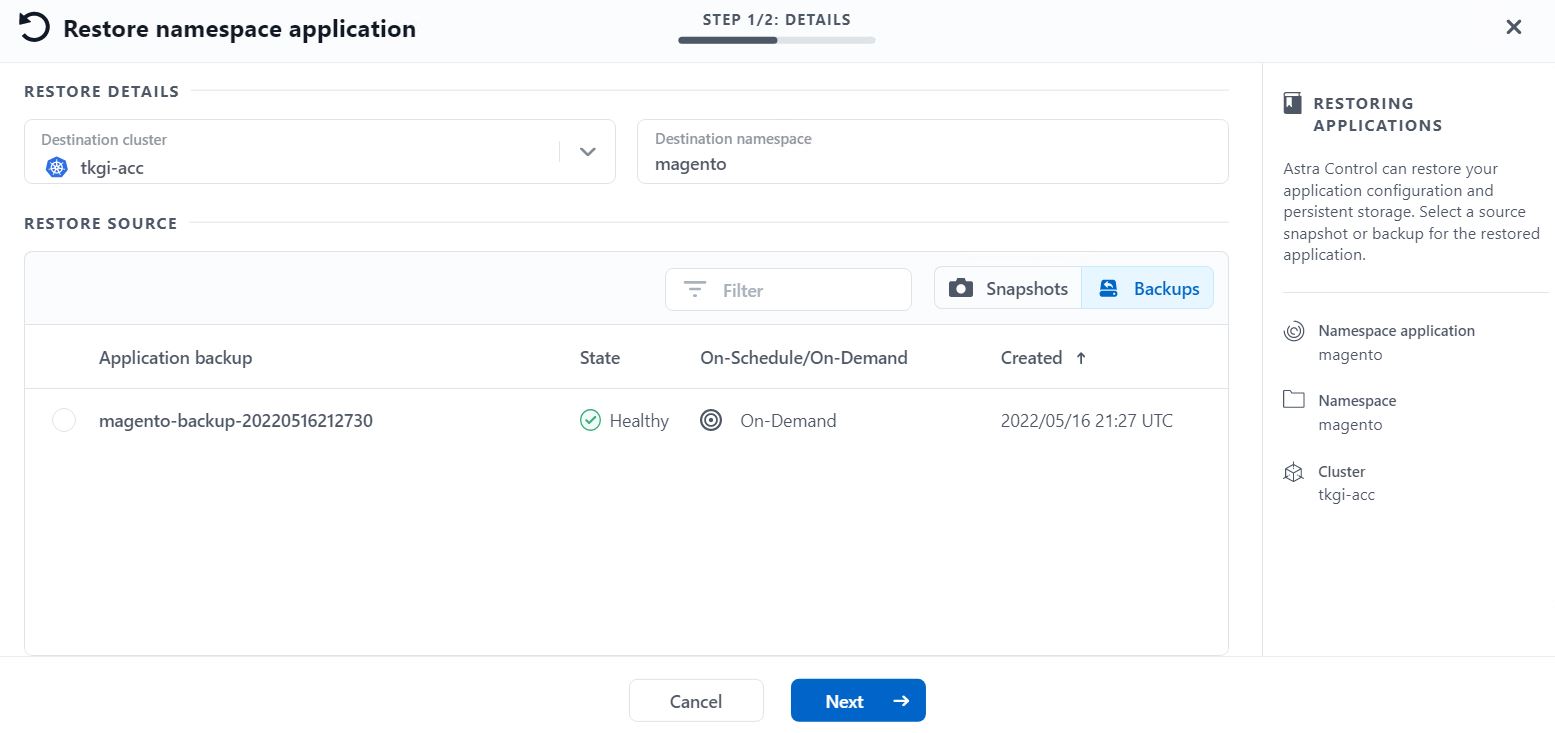 Restore namespace application
STEP 1/2: DETAILS
RESTORE DETAILS
Destination cluster
tkgi-acc
Destination namespace
magento
RESTORE SOURCE
Filter
Snapshots
Backups
Application backup
State
On-Schedule/On-Demand
Created
magento-backup-20220516212730
Healthy
On-Demand
2022/05/16 21:27 UTC
RESTORING
APPLICATIONS
Astra Control can restore your
application configuration and
persistent storage. Select a source
snapshot or backup for the restored
application.
Namespace application
magento
Namespace
magento
Cluster
tkgi-acc
Cancel
Next